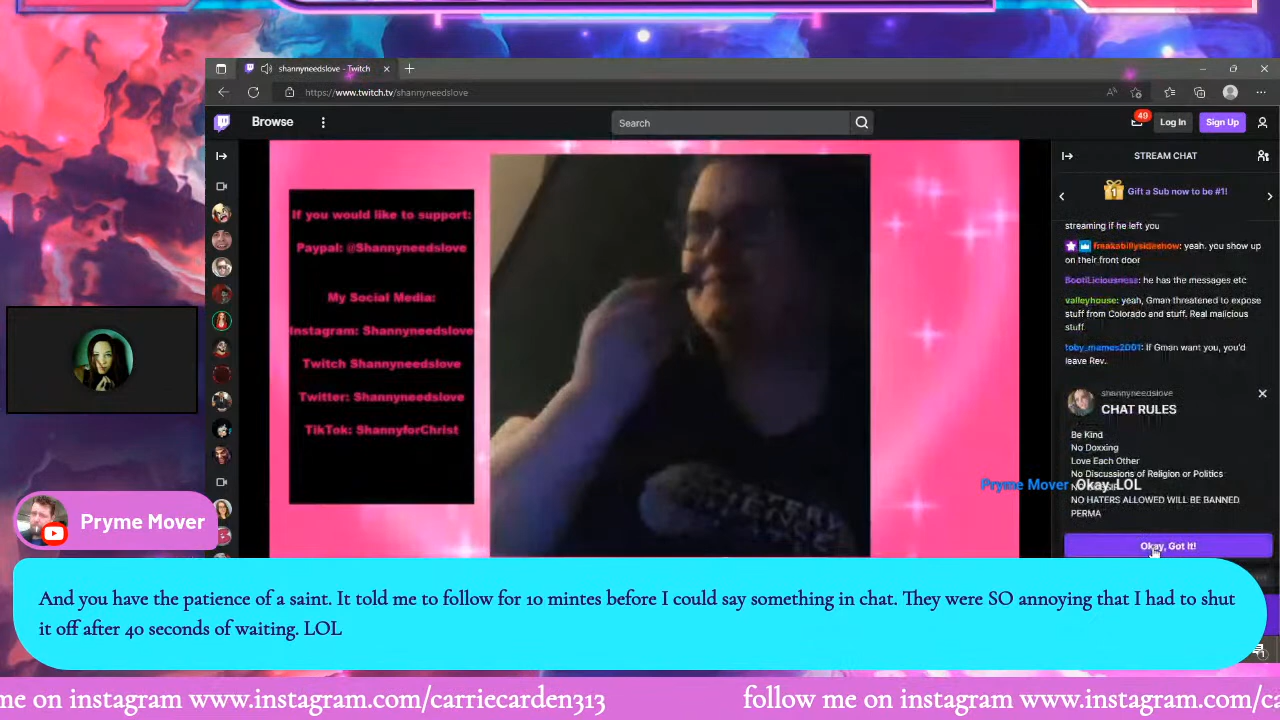 shannyneedslove - Twitch
https://www.twitch.tv/shannyneedslove
Browse
Search
49
Log In
Sign Up
STREAM CHAT
1
Gift a Sub now to be #1!
If you would like to support:
Paypal: @Shannyneedslove
My Social Media:
Instagram: Shannyneedslove
Twitch Shannyneedslove
Twitter: Shannyneedslove
TikTok: ShannyforChrist
streaming if he left you
freakabillysideshow: yeah. you show up
on their front door
BootiLiciousness: he has the messages etc
valleyhouse: yeah, Gman threatened to expose
stuff from Colorado and stuff. Real malicious
stuff
toby_mames2001: If Gman want you, you'd
leave Rev.
shannyneedslove
CHAT RULES
Be Kind
No Doxxing
Love Each Other
No Discussions of Religion or Politics
Pryme Mover Okay. LOL
NO HATERS ALLOWED WILL BE BANNED
PERMA
Okay, Got It!
Pryme Mover
And you have the patience of a saint. It told me to follow for 10 mintes before I could say something in chat. They were SO annoying that I had to shut
it off after 40 seconds of waiting. LOL
me on instagram www.instagram.com/carriecarden313 follow me on instagram www.instagram.com/ca